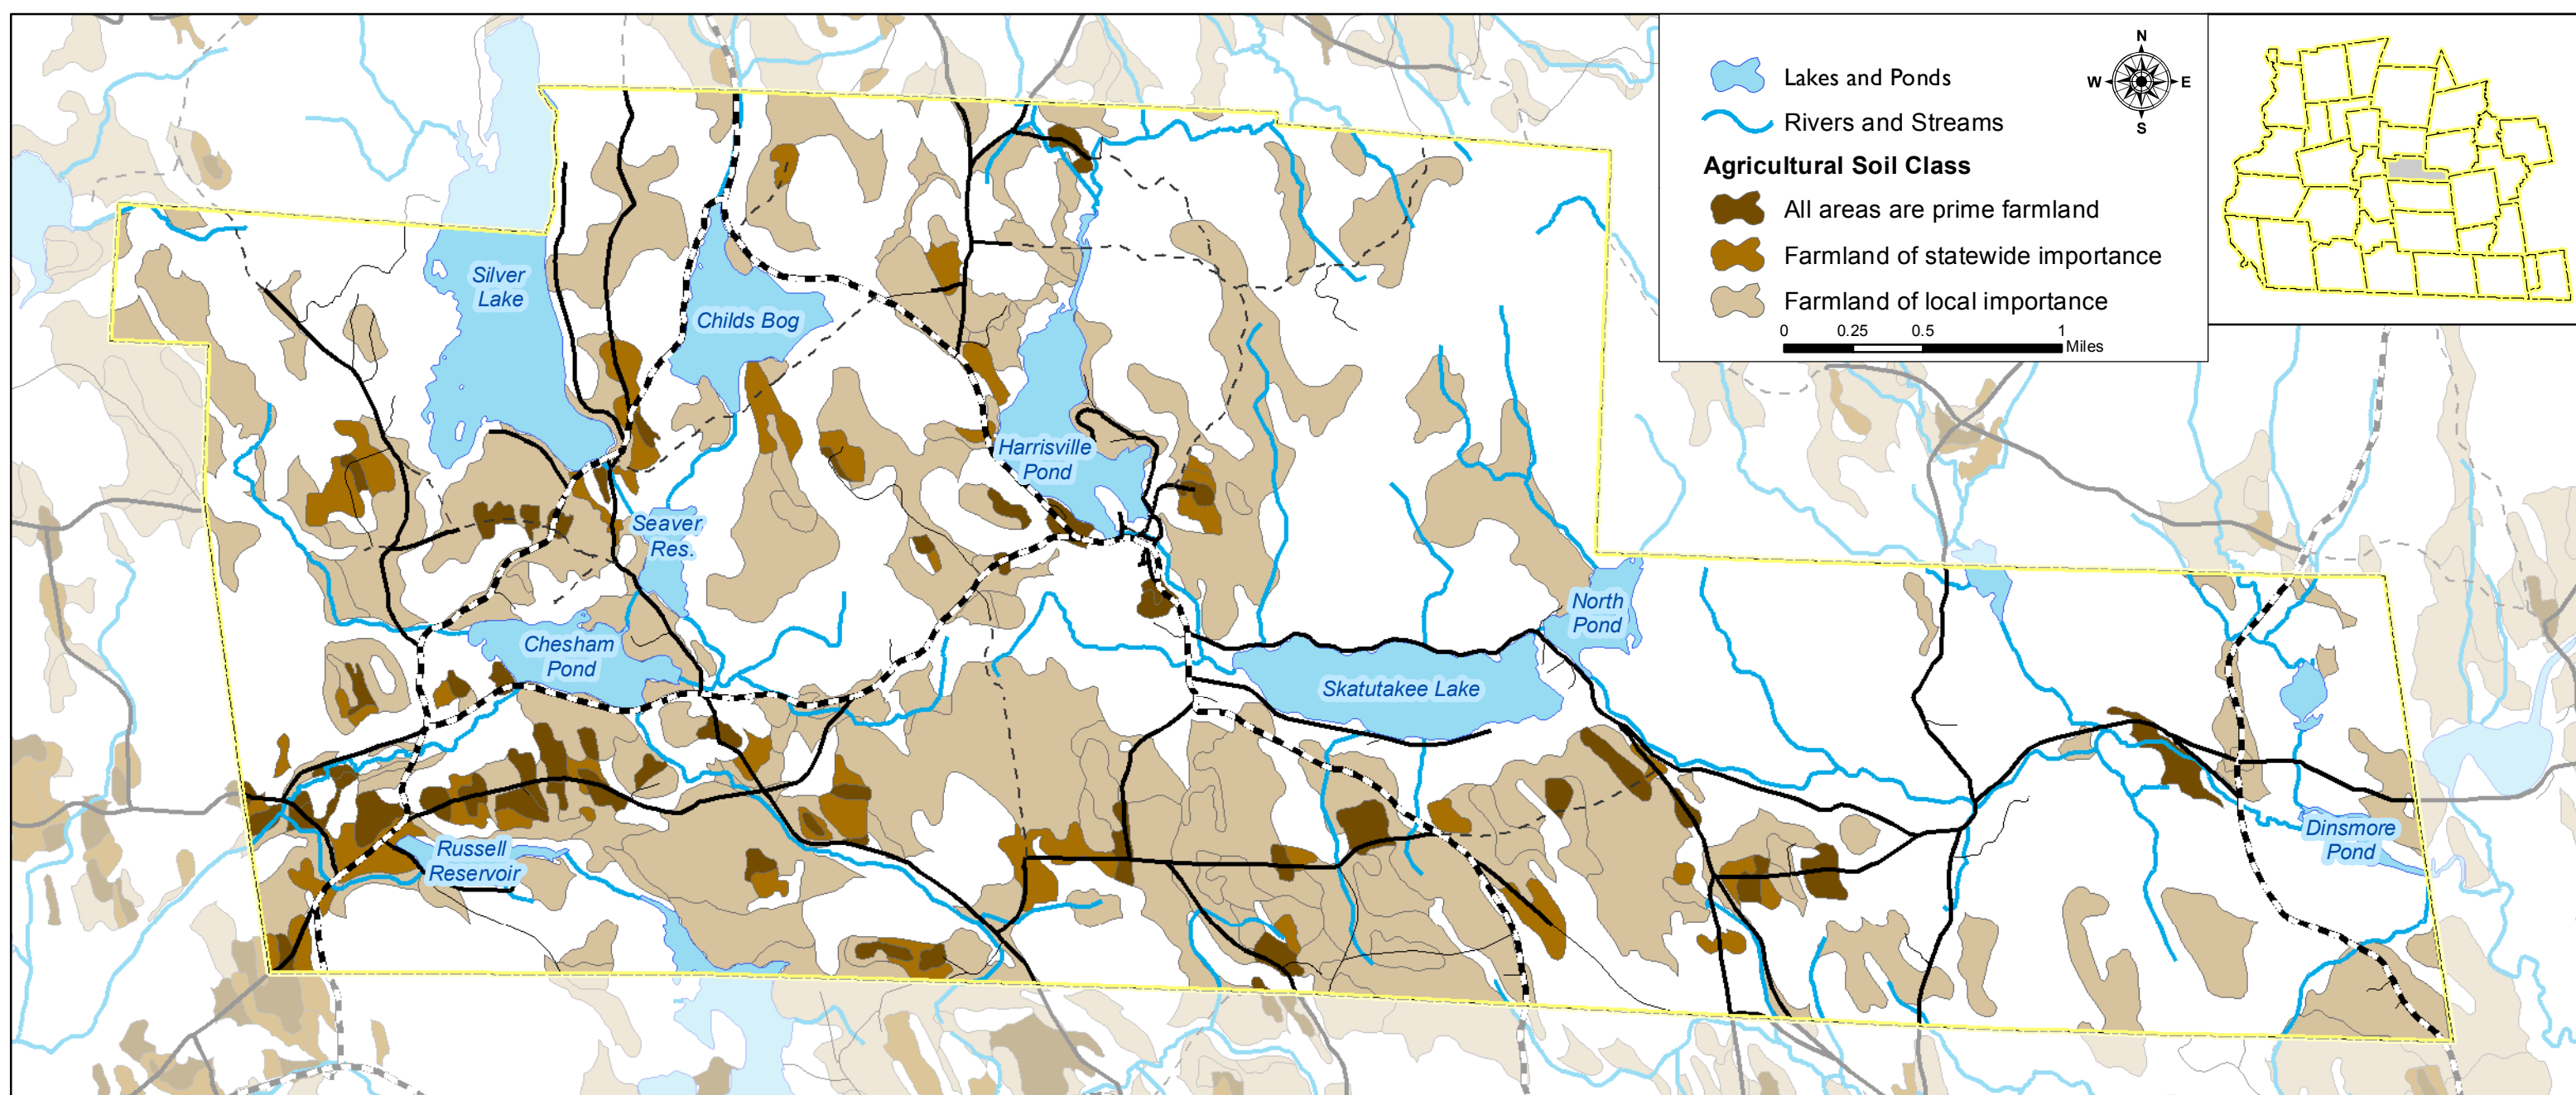 N
W
E
S
Lakes and Ponds
Rivers and Streams
Agricultural Soil Class
All areas are prime farmland
Farmland of statewide importance
Farmland of local importance
0 0.25 0.5 1
Miles
Silver
Lake
Childs Bog
Harrisville
Pond
Seaver
Res.
Chesham
Pond
North
Pond
Skatutakee Lake
Russell
Reservoir
Dinsmore
Pond